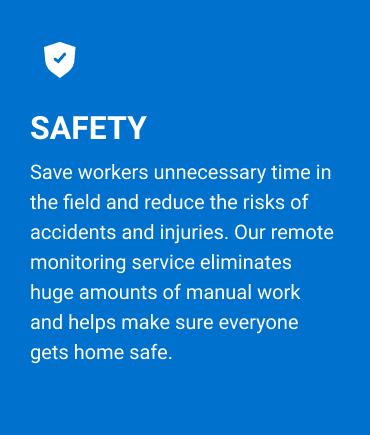 SAFETY
Save workers unnecessary time in
the field and reduce the risks of
accidents and injuries. Our remote
monitoring service eliminates
huge amounts of manual work
and helps make sure everyone
gets home safe.